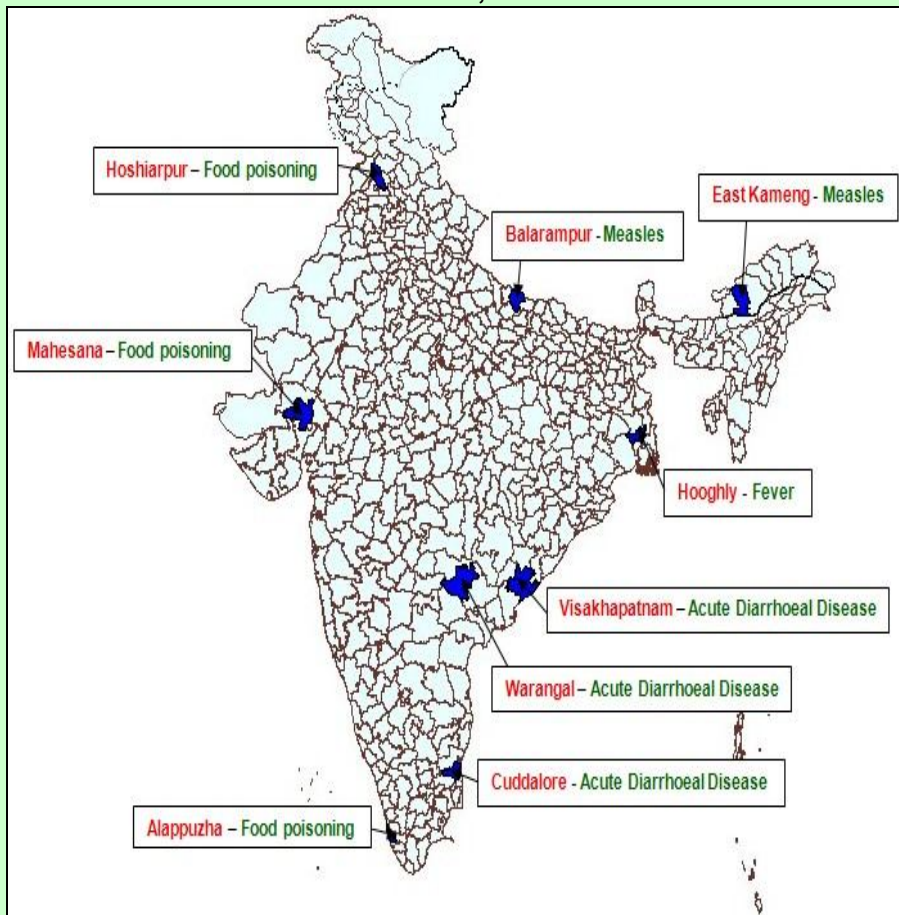 Hoshiarpur – Food poisoning
East Kameng - Measles
Balarampur - Measles
Mahesana – Food poisoning
Hooghly - Fever
Visakhapatnam – Acute Diarrhoeal Disease
Warangal – Acute Diarrhoeal Disease
Cuddalore - Acute Diarrhoeal Disease
Alappuzha – Food poisoning